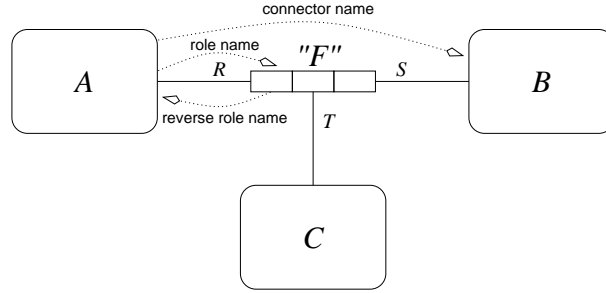 connector name
role name
"F"
A
R
S
B
reverse role name
T
C